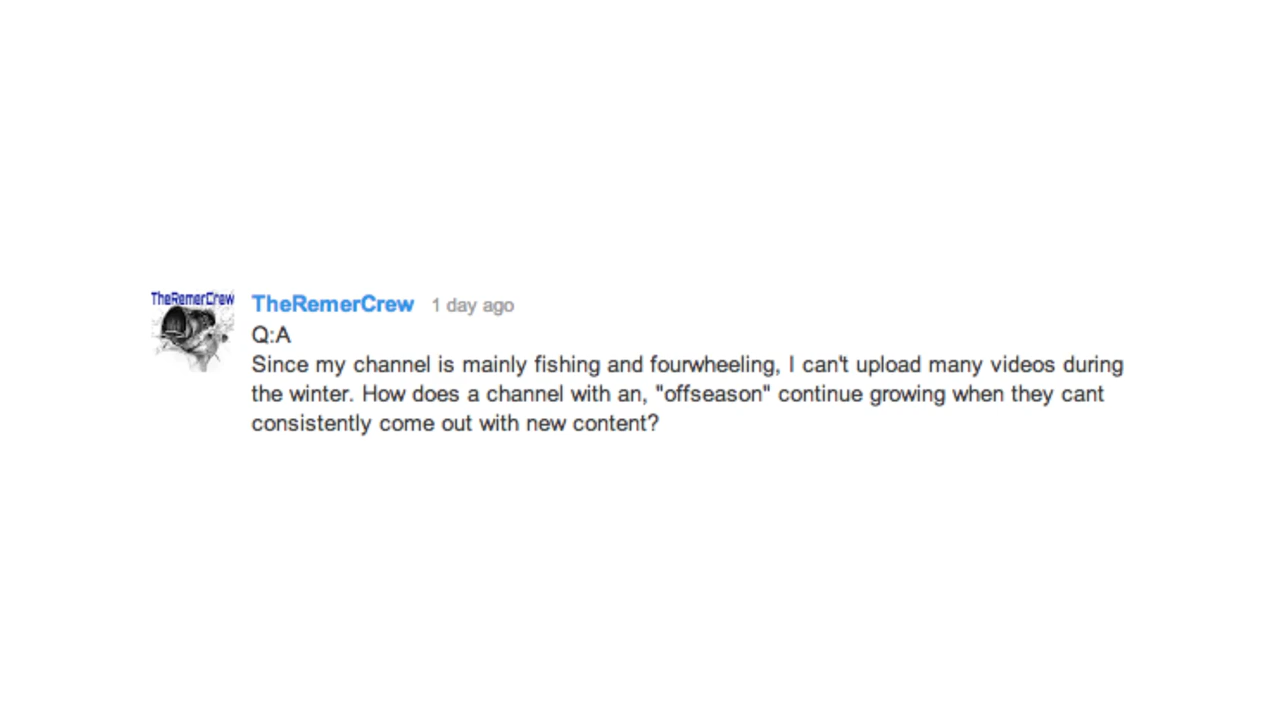 TheRemerCrew
TheRemerCrew 1 day ago
Q:A
Since my channel is mainly fishing and fourwheeling, I can't upload many videos during
the winter. How does a channel with an, "offseason" continue growing when they cant
consistently come out with new content?